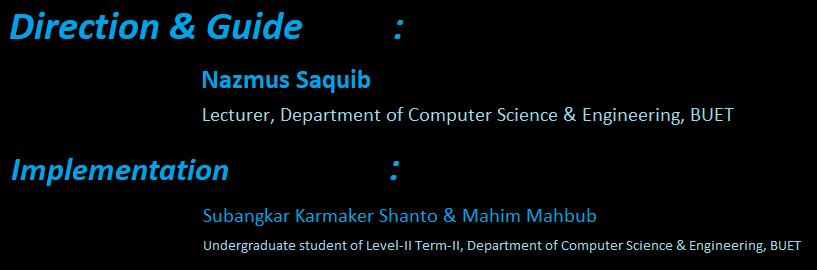 Direction & Guide :
Nazmus Saquib
Lecturer, Department of Computer Science & Engineering, BUET
Implementation :
Subangkar Karmaker Shanto & Mahim Mahbub
Undergraduate student of Level-II Term-II, Department of Computer Science & Engineering, BUET